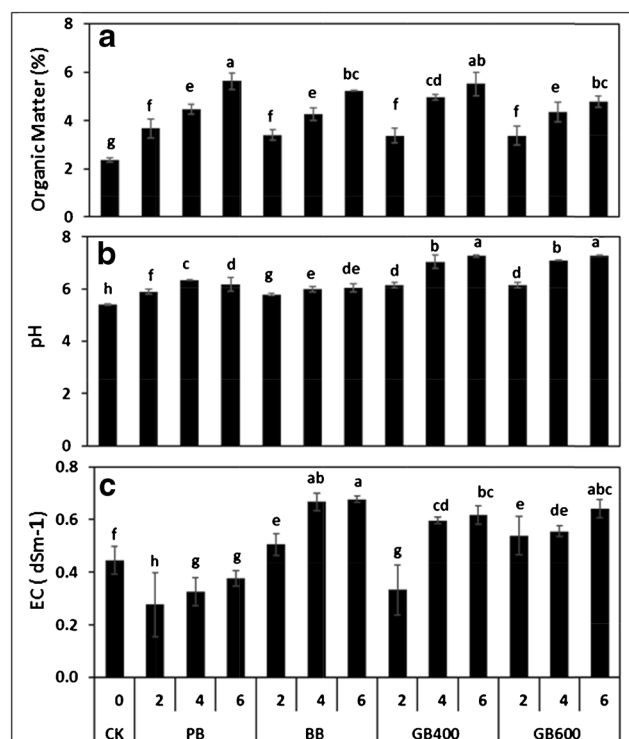 a
Organic Matter (%)
8
6
4
2
0
g f e a f e bc f cd ab f e bc
b
pH
8
6
4
2
0
h f c d g e de d b a d b a
c
EC ( dSm-1)
0.8
0.6
0.4
0.2
0.0
f h g g e ab a g cd bc e de abc
0 2 4 6 2 4 6 2 4 6 2 4 6
CK PB BB GB400 GB600